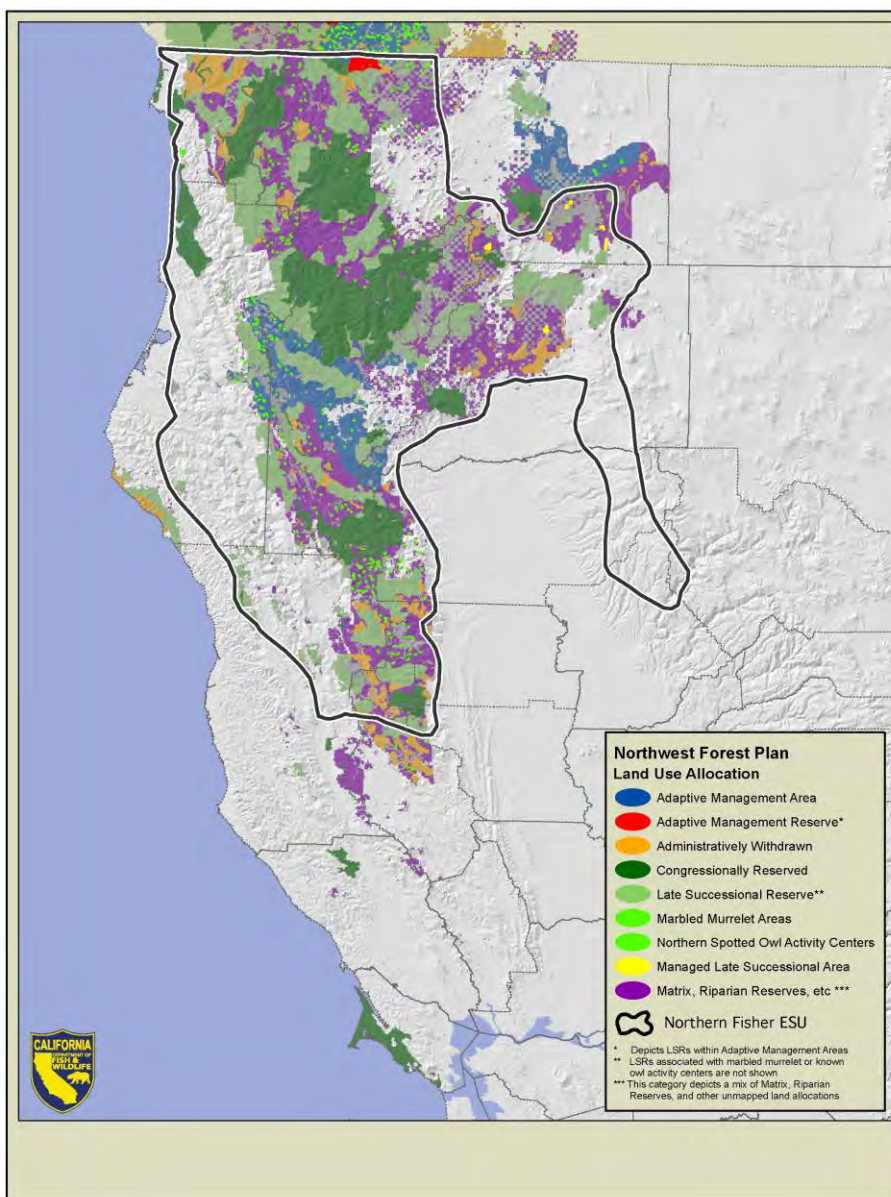 Northwest Forest Plan
Land Use Allocation
Adaptive Management Area
Adaptive Management Reserve*
Administratively Withdrawn
Congressionally Reserved
Late Successional Reserve**
Marbled Murrelet Areas
Northern Spotted Owl Activity Centers
Managed Late Successional Area
Matrix, Riparian Reserves, etc ***
Northern Fisher ESU
* Depicts LSRs within Adaptive Management Areas
** LSRs associated with marbled murrelet or known
owl activity centers are not shown
*** This category depicts a mix of Matrix, Riparian
Reserves, and other unmapped land allocations
CALIFORNIA
DEPARTMENT OF
FISH &
WILDLIFE